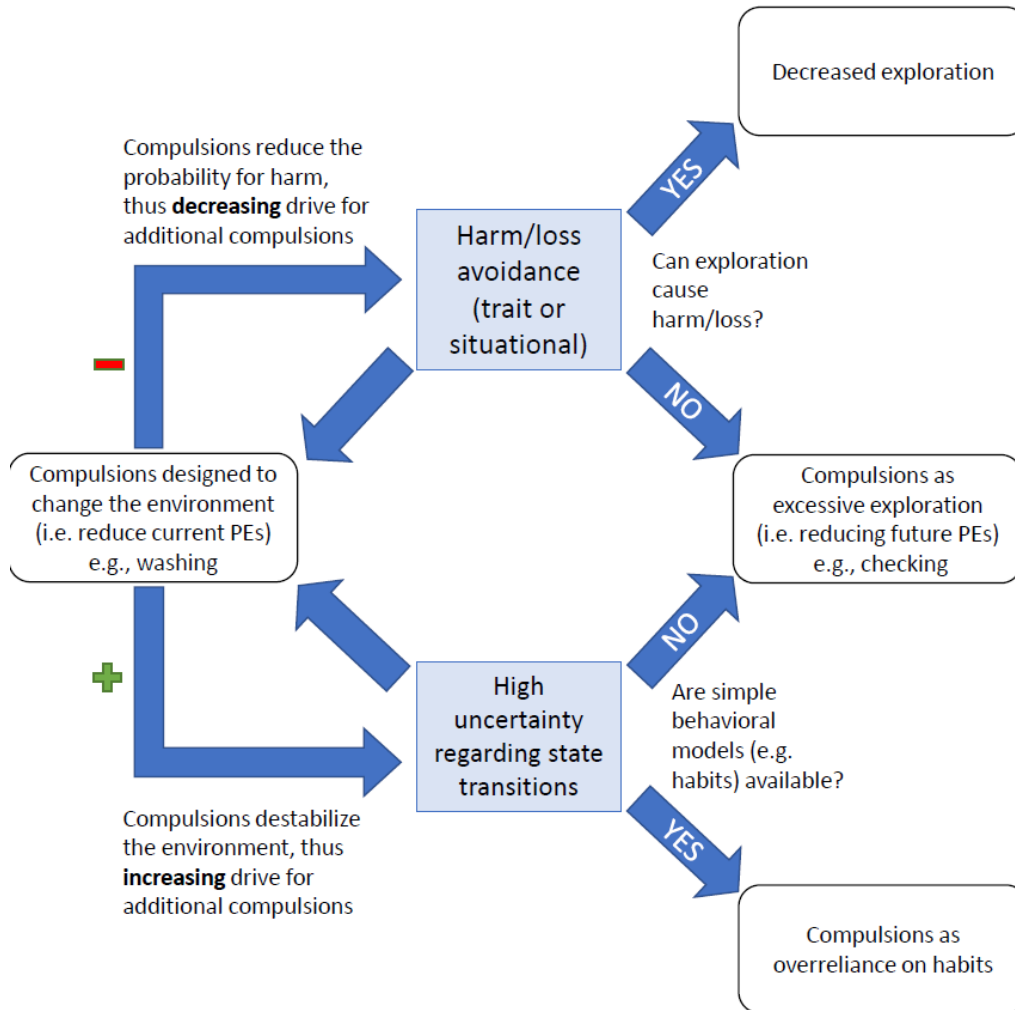 Decreased exploration
Compulsions reduce the
probability for harm,
thus decreasing drive for
additional compulsions
YES
Harm/loss
avoidance
(trait or
situational)
Can exploration
cause
harm/loss?
NO
Compulsions designed to
change the environment
(i.e. reduce current PEs)
e.g., washing
Compulsions as
excessive exploration
(i.e. reducing future PEs)
e.g., checking
NO
High
uncertainty
regarding state
transitions
Are simple
behavioral
models (e.g.
habits) available?
YES
Compulsions destabilize
the environment, thus
increasing drive for
additional compulsions
Compulsions as
overreliance on habits